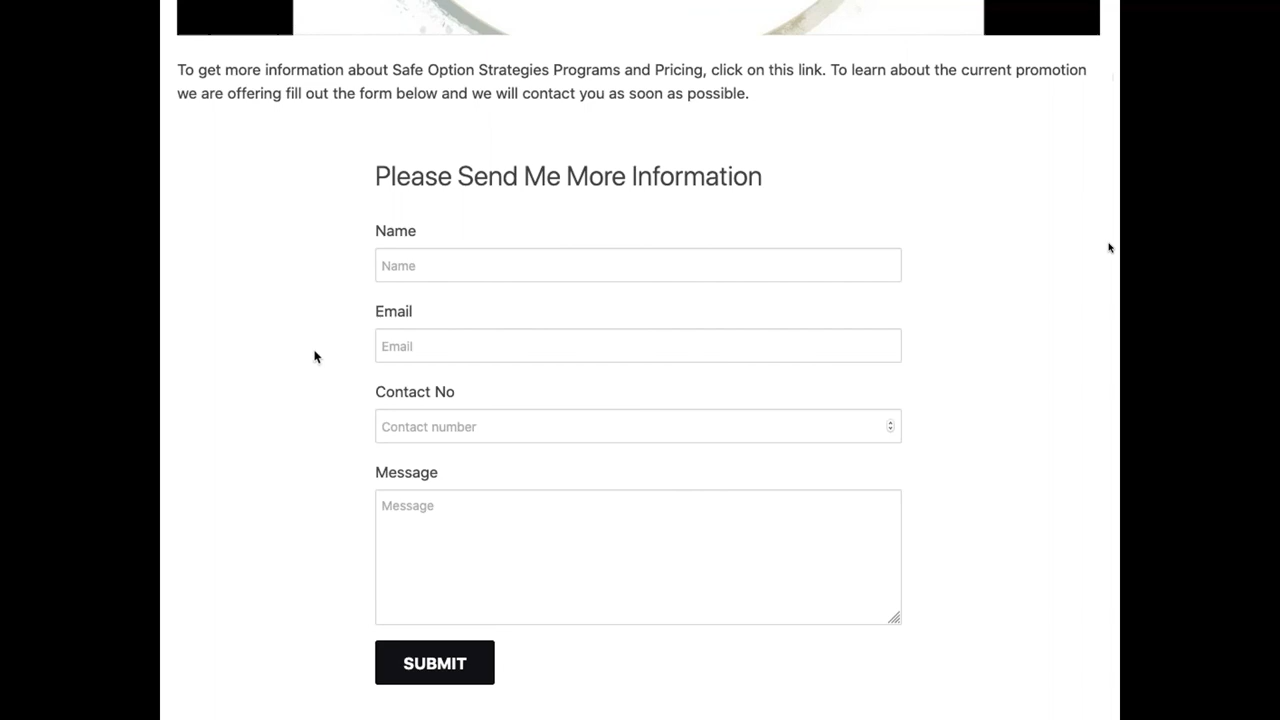 To get more information about Safe Option Strategies Programs and Pricing, click on this link. To learn about the current promotion
we are offering fill out the form below and we will contact you as soon as possible.
Please Send Me More Information
Name
Name
Email
Email
Contact No
Contact number
Message
Message
SUBMIT